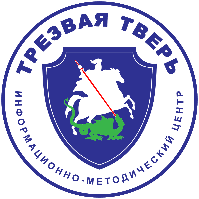 ТРЕЗВАЯ ТВЕРЬ
ИНФОРМАЦИОННО-МЕТОДИЧЕСКИЙ ЦЕНТР